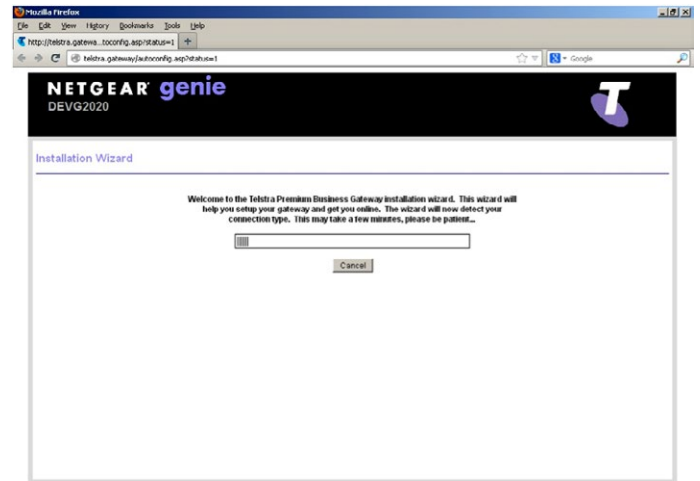 Mozilla Firefox
File Edit View History Bookmarks Tools Help
http://telstra.gatewa...toconfig.asp?status=1 +
telstra.gateway/autoconfig.asp?status=1 Google
NETGEAR genie
DEVG2020
T
Installation Wizard
Welcome to the Telstra Premium Business Gateway installation wizard. This wizard will
help you setup your gateway and get you online. The wizard will now detect your
connection type. This may take a few minutes, please be patient...
Cancel